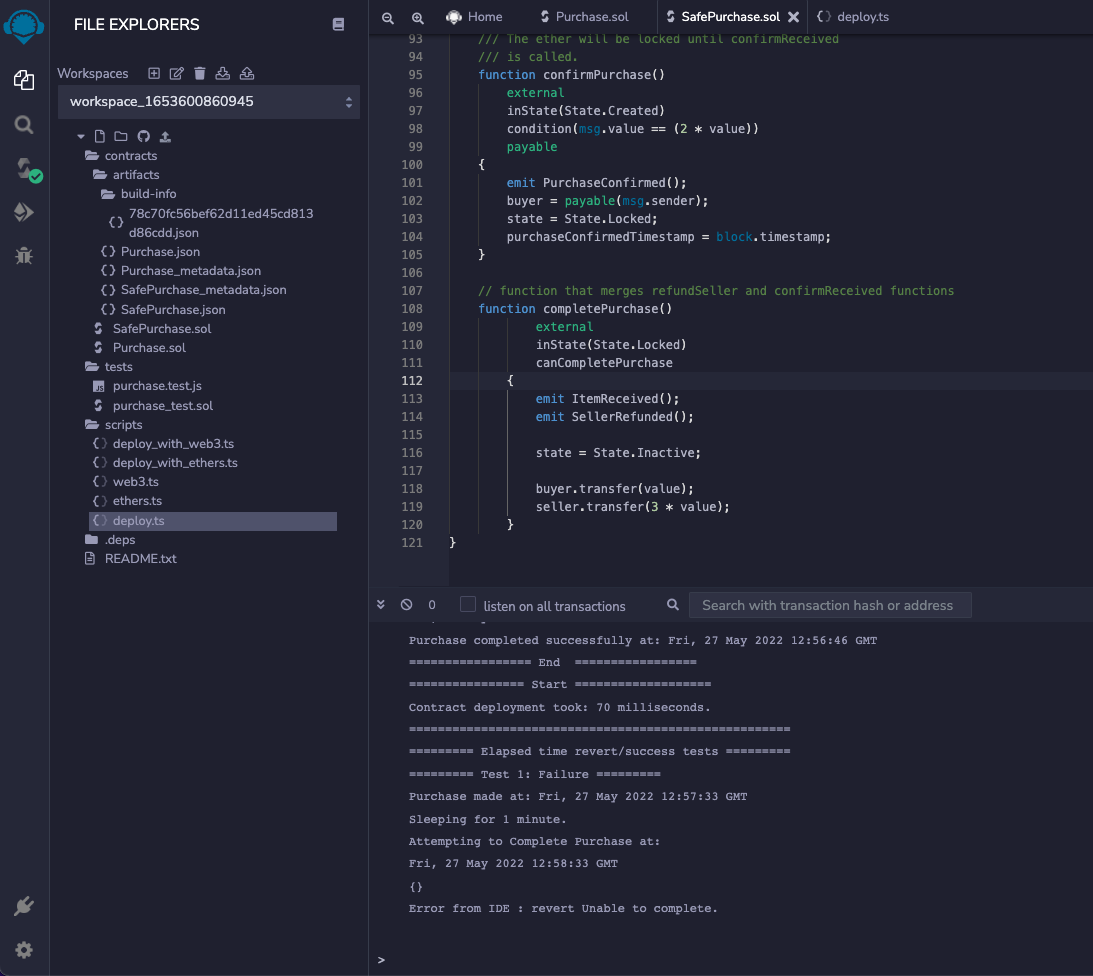 FILE EXPLORERS
Workspaces
workspace_1653600860945
contracts
artifacts
build-info
78c70fc56bef62d11ed45cd813
d86cdd.json
Purchase.json
Purchase_metadata.json
SafePurchase_metadata.json
SafePurchase.json
SafePurchase.sol
Purchase.sol
tests
JS purchase.test.js
purchase_test.sol
scripts
deploy_with_web3.ts
deploy_with_ethers.ts
web3.ts
ethers.ts
deploy.ts
.deps
README.txt
Home Purchase.sol SafePurchase.sol deploy.ts
93 /// The ether will be locked until confirmReceived
94 /// is called.
95 function confirmPurchase()
96 external
97 inState(State.Created)
98 condition(msg.value == (2 * value))
99 payable
100 {
101 emit PurchaseConfirmed();
102 buyer = payable(msg.sender);
103 state = State.Locked;
104 purchaseConfirmedTimestamp = block.timestamp;
105 }
106
107 // function that merges refundSeller and confirmReceived functions
108 function completePurchase()
109 external
110 inState(State.Locked)
111 canCompletePurchase
112 {
113 emit ItemReceived();
114 emit SellerRefunded();
115
116 state = State.Inactive;
117
118 buyer.transfer(value);
119 seller.transfer(3 * value);
120 }
121 }
0 listen on all transactions Search with transaction hash or address
Purchase completed successfully at: Fri, 27 May 2022 12:56:46 GMT
================= End =================
================ Start ===================
Contract deployment took: 70 milliseconds.
=====================================================
========= Elapsed time revert/success tests =========
========= Test 1: Failure =========
Purchase made at: Fri, 27 May 2022 12:57:33 GMT
Sleeping for 1 minute.
Attempting to Complete Purchase at:
Fri, 27 May 2022 12:58:33 GMT
{}
Error from IDE : revert Unable to complete.
>